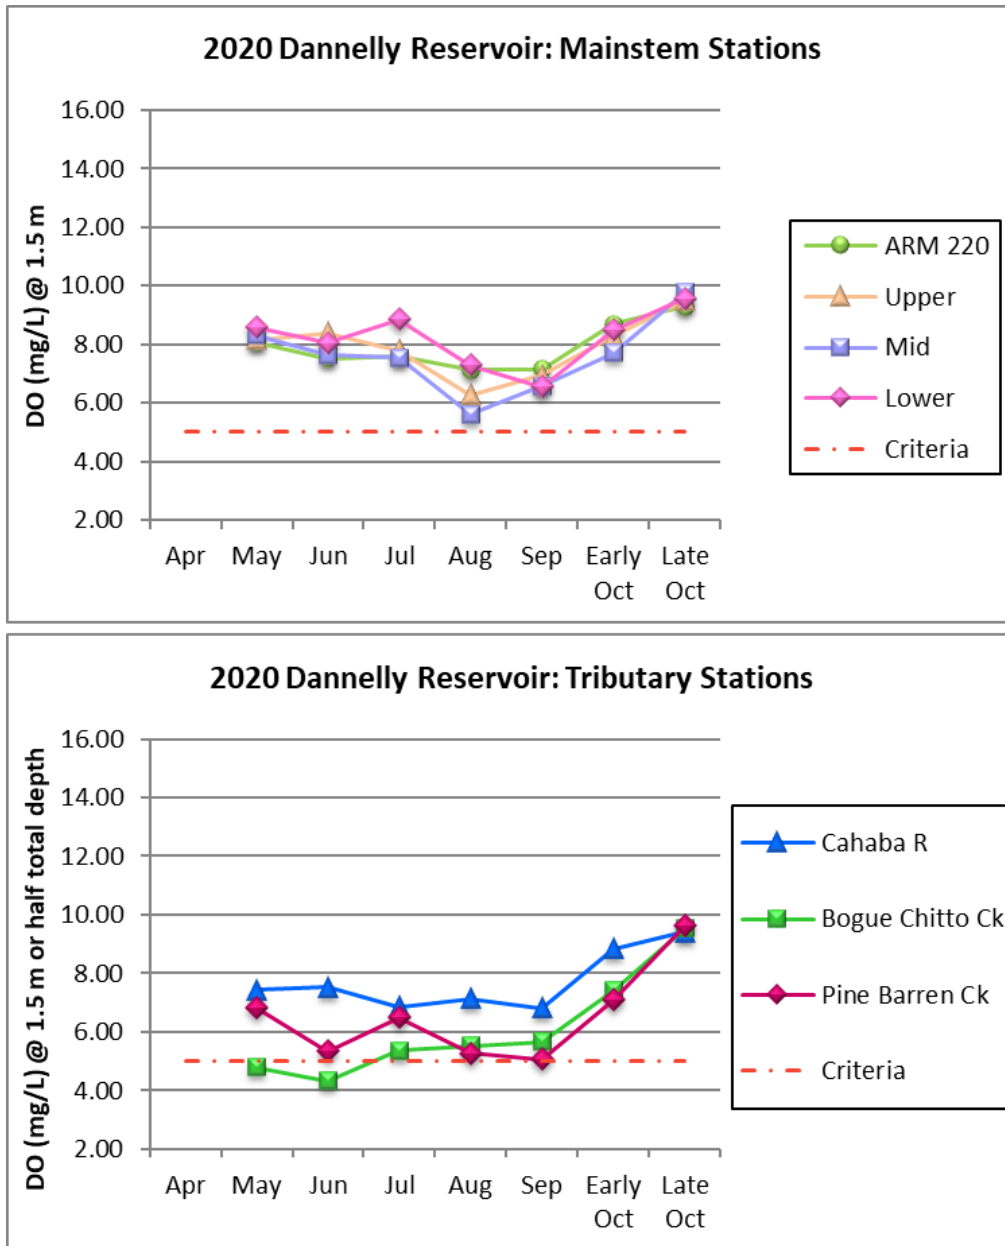 2020 Dannelly Reservoir: Mainstem Stations
DO (mg/L) @ 1.5 m
16.00
14.00
12.00
10.00
8.00
6.00
4.00
2.00
Apr May Jun Jul Aug Sep Early Oct Late Oct
ARM 220
Upper
Mid
Lower
Criteria
2020 Dannelly Reservoir: Tributary Stations
DO (mg/L) @ 1.5 m or half total depth
16.00
14.00
12.00
10.00
8.00
6.00
4.00
2.00
Apr May Jun Jul Aug Sep Early Oct Late Oct
Cahaba R
Bogue Chitto Ck
Pine Barren Ck
Criteria